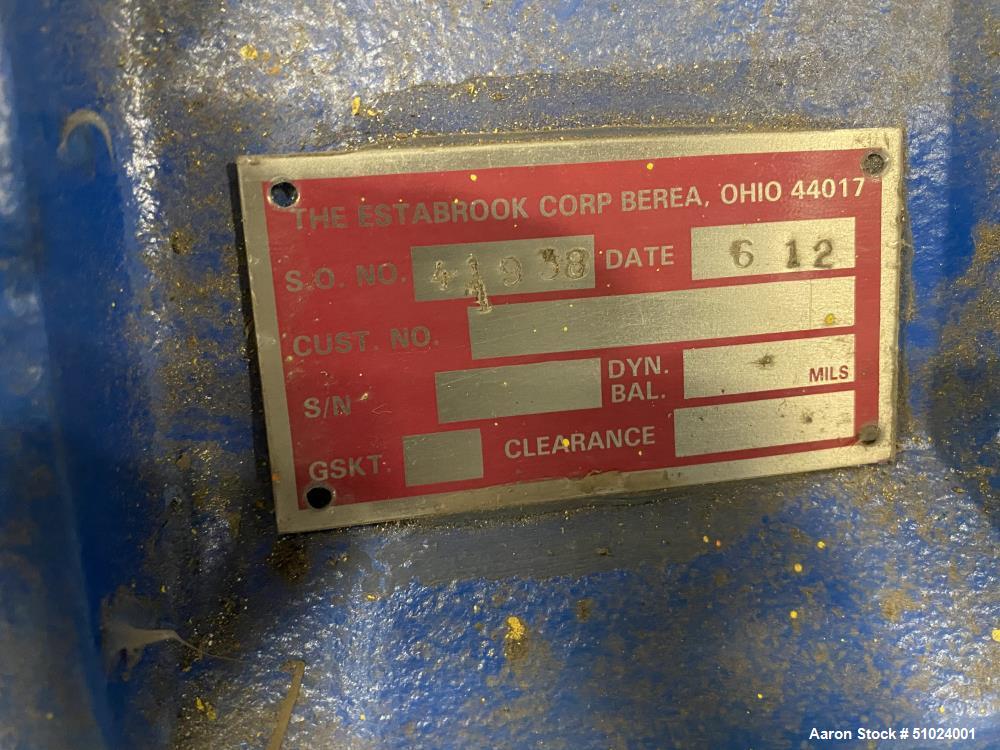 THE ESTABROOK CORP BEREA, OHIO 44017
S.O. NO. 41938 DATE 6 12
CUST. NO.
S/N DYN. BAL. MILS
GSKT. CLEARANCE
Aaron Stock # 51024001